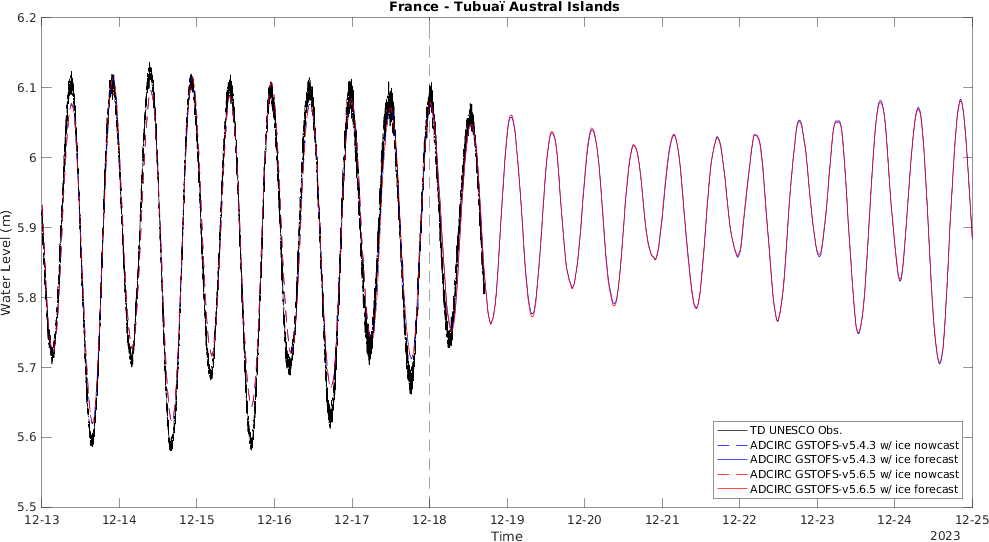 France - Tubuaï Austral Islands
6.2
6.1
6
5.9
5.8
5.7
5.6
5.5
Water Level (m)
TD UNESCO Obs.
ADCIRC GSTOFS-v5.4.3 w/ ice nowcast
ADCIRC GSTOFS-v5.4.3 w/ ice forecast
ADCIRC GSTOFS-v5.6.5 w/ ice nowcast
ADCIRC GSTOFS-v5.6.5 w/ ice forecast
12-13 12-14 12-15 12-16 12-17 12-18 12-19 12-20 12-21 12-22 12-23 12-24 12-25
Time
2023